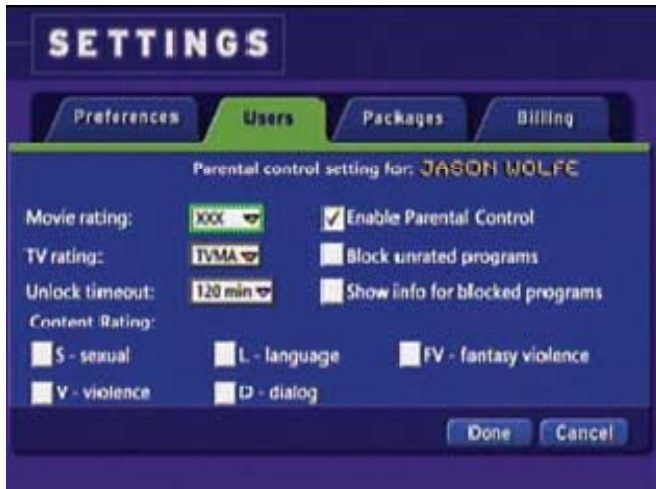 SETTINGS
Preferences Users Packages Billing
Parental control setting for: JASON WOLFE
Movie rating: XXX Enable Parental Control
TV rating: TVMA Block unrated programs
Unlock timeout: 120 min Show info for blocked programs
Content Rating:
S - sexual L - language FV - fantasy violence
V - violence D - dialog
Done Cancel